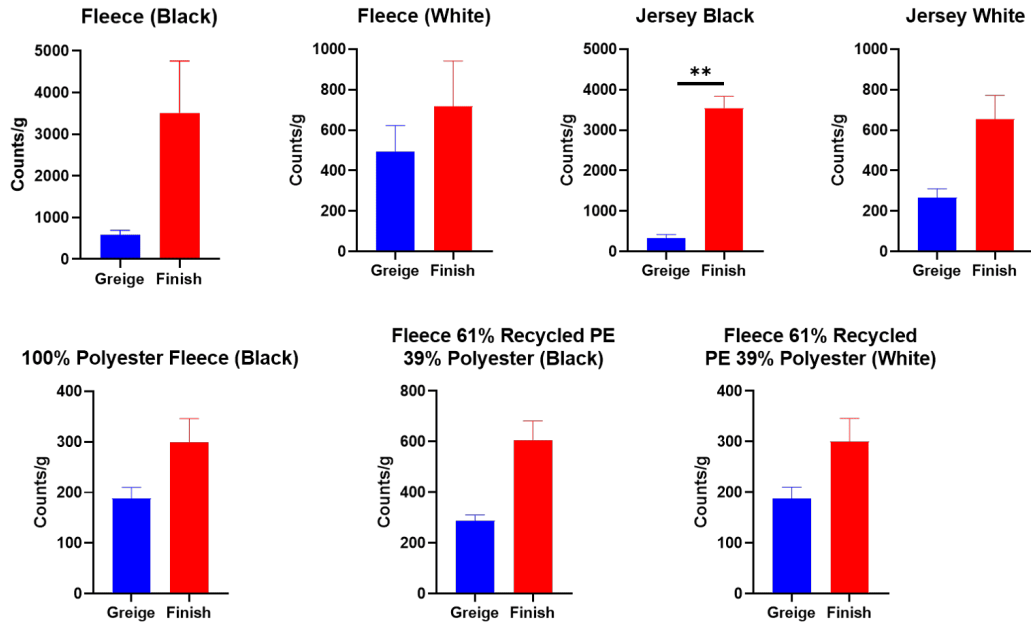 Fleece (Black)
Counts/g
5000
4000
3000
2000
1000
0
Greige Finish
Fleece (White)
Counts/g
1000
800
600
400
200
0
Greige Finish
Jersey Black
Counts/g
5000
4000
3000
2000
1000
0
**
Greige Finish
Jersey White
Counts/g
1000
800
600
400
200
0
Greige Finish
100% Polyester Fleece (Black)
Counts/g
400
300
200
100
0
Greige Finish
Fleece 61% Recycled PE
39% Polyester (Black)
Counts/g
800
600
400
200
0
Greige Finish
Fleece 61% Recycled
PE 39% Polyester (White)
Counts/g
400
300
200
100
0
Greige Finish